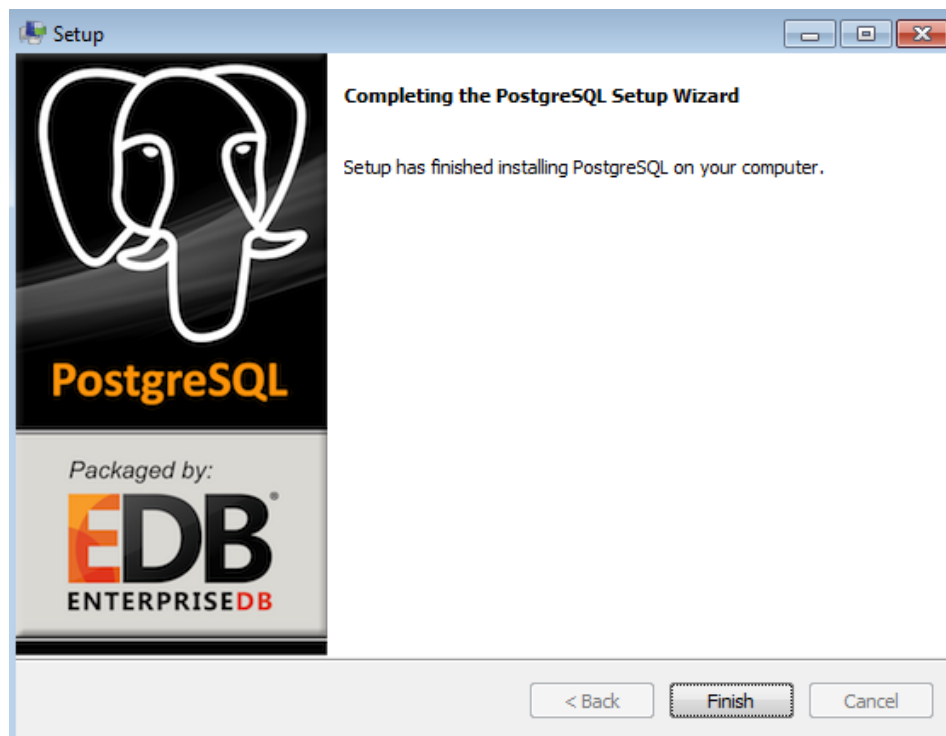 Setup
Completing the PostgreSQL Setup Wizard
Setup has finished installing PostgreSQL on your computer.
PostgreSQL
Packaged by:
EDB®
ENTERPRISEDB
< Back
Finish
Cancel